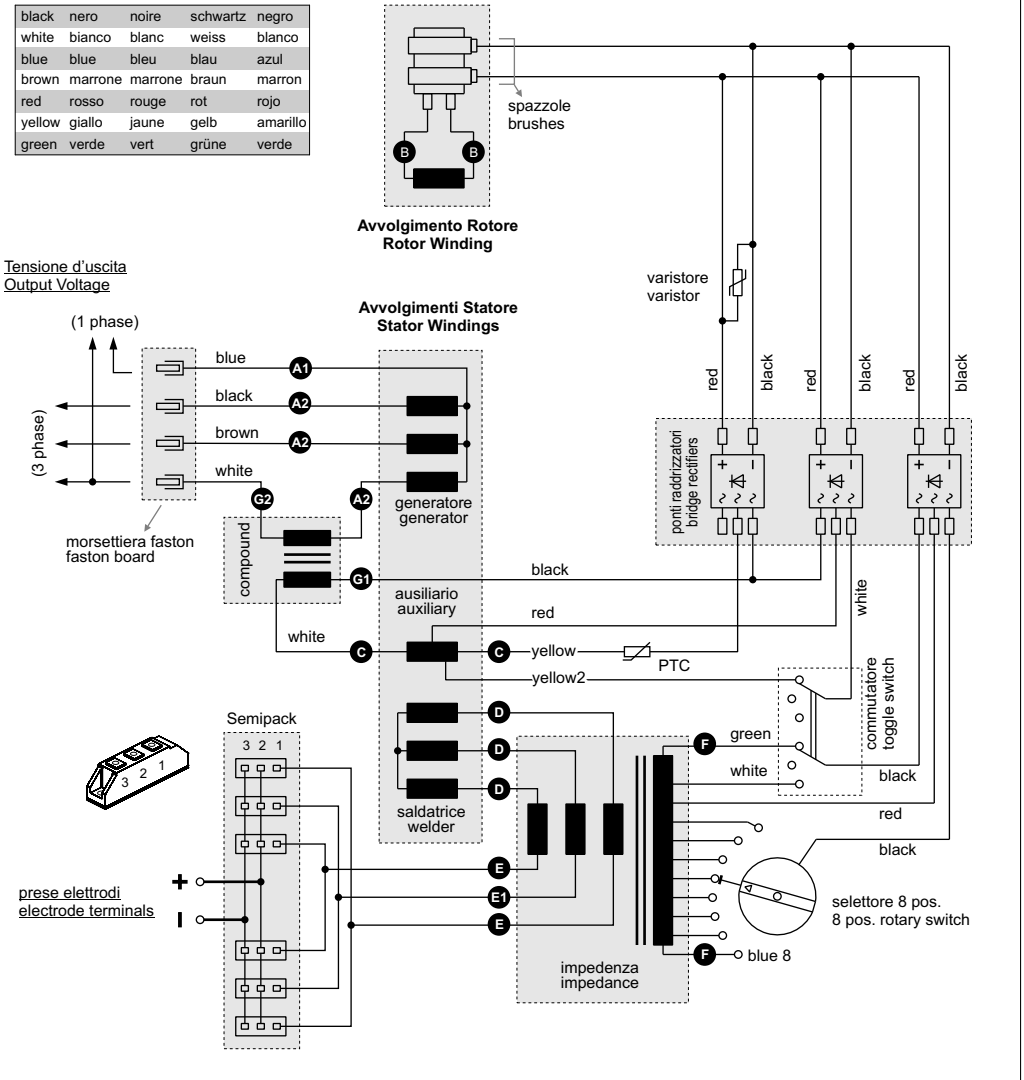 black nero noire schwartz negro
white bianco blanc weiss blanco
blue blue bleu blau azul
brown marrone marrone braun marron
red rosso rouge rot rojo
yellow giallo jaune gelb amarillo
green verde vert grüne verde
spazzole
brushes
B B
Avvolgimento Rotore
Rotor Winding
Tensione d'uscita
Output Voltage
varistore
varistor
Avvolgimenti Statore
Stator Windings
(1 phase)
(3 phase)
blue A1
black A2
brown A2
white
G2 A2
generatore
generator
morsettiera faston
faston board
compound
red black red black red black
ponti raddrizzatori
bridge rectifiers
+ – + – + –
~ ~ ~ ~ ~ ~ ~ ~ ~
G1 black
ausiliario
auxiliary
red
white
white C C yellow
PTC
yellow2
commutatore
toggle switch
Semipack
3 2 1
3 2 1
D
D
D
saldatrice
welder
F green
white
black
red
black
E
E1
E
+
–
prese elettrodi
electrode terminals
selettore 8 pos.
8 pos. rotary switch
F blue 8
impedenza
impedance